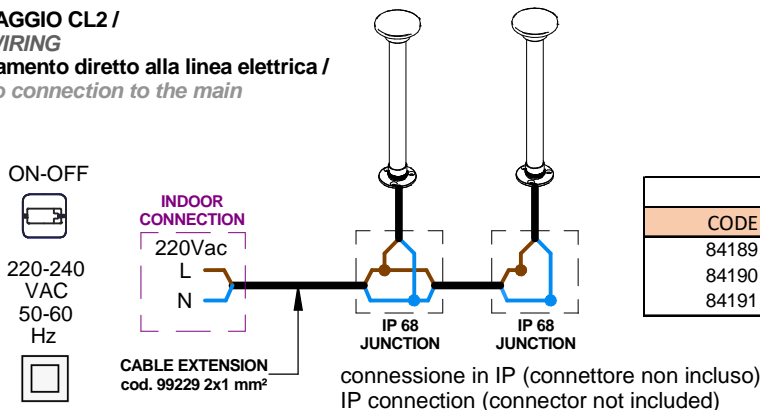 AGGIO CL2 /
WIRING
amento diretto alla linea elettrica /
o connection to the main
ON-OFF
220-240
VAC
50-60
Hz
INDOOR
CONNECTION
220Vac
L
N
CABLE EXTENSION
cod. 99229 2x1 mm²
IP 68
JUNCTION
IP 68
JUNCTION
connessione in IP (connettore non incluso)
IP connection (connector not included)
CODE
84189
84190
84191